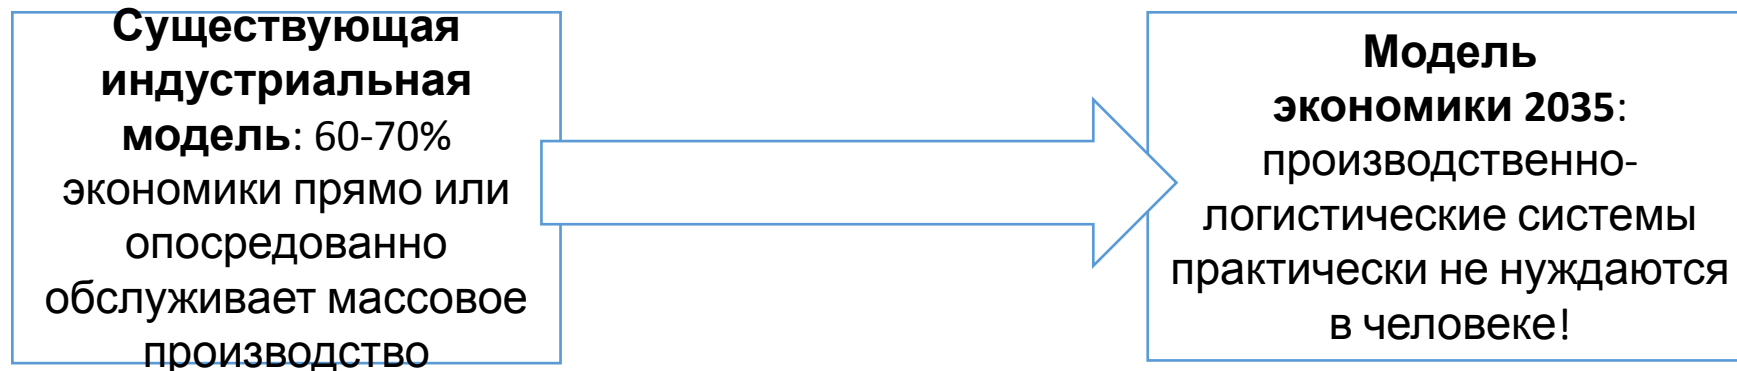 Существующая
индустриальная
модель: 60-70%
экономики прямо или
опосредованно
обслуживает массовое
производство
Модель
экономики 2035:
производственно-
логистические системы
практически не нуждаются
в человеке!